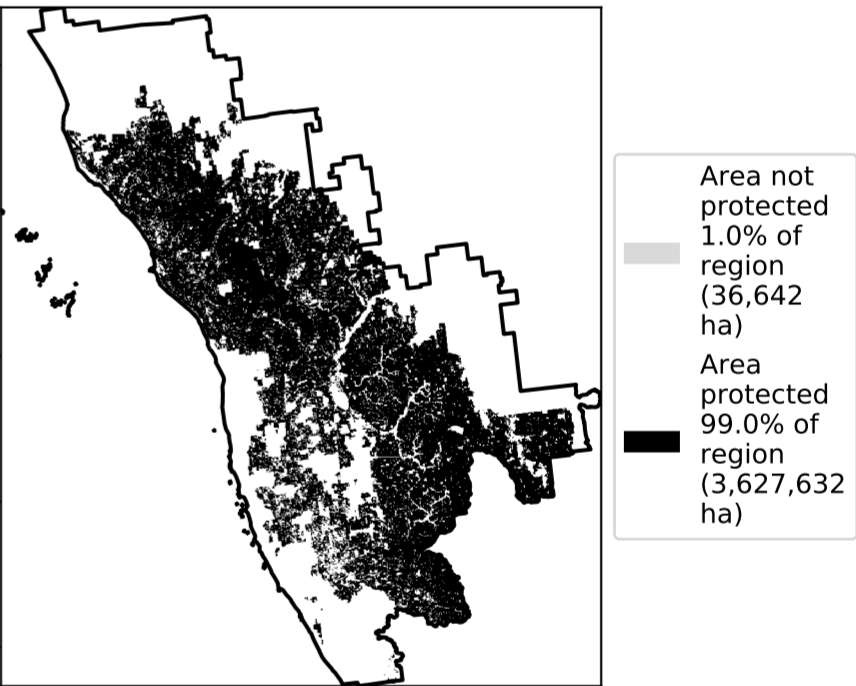 Area not
protected
1.0% of
region
(36,642
ha)
Area
protected
99.0% of
region
(3,627,632
ha)